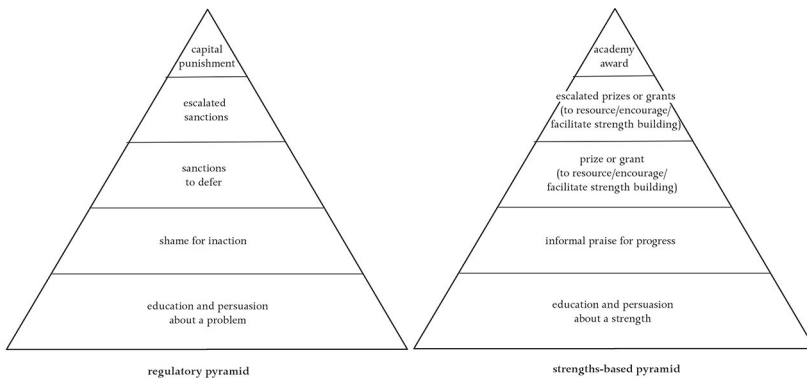 capital
punishment
escalated
sanctions
sanctions
to defer
shame for inaction
education and persuasion
about a problem
regulatory pyramid
academy
award
escalated prizes or grants
(to resource/encourage/
facilitate strength building)
prize or grant
(to resource/encourage/
facilitate strength building)
informal praise for progress
education and persuasion
about a strength
strengths-based pyramid